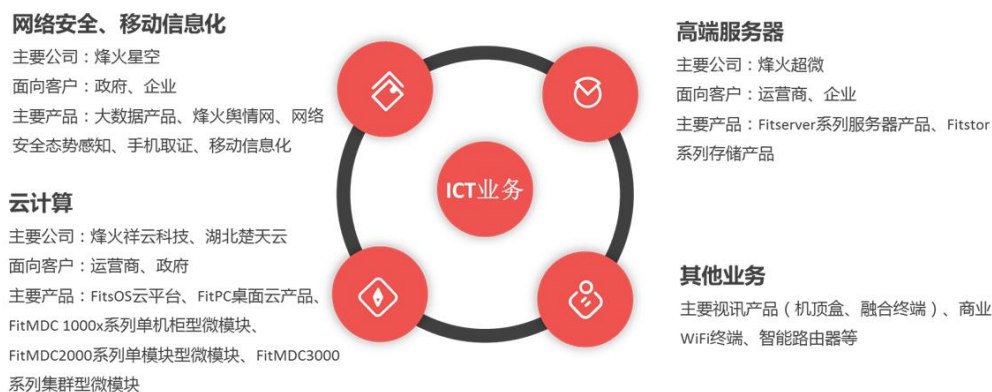 网络安全、移动信息化
主要公司：烽火星空
面向客户：政府、企业
主要产品：大数据产品、烽火舆情网、网络
安全态势感知、手机取证、移动信息化
云计算
主要公司：烽火祥云科技、湖北楚天云
面向客户：运营商、政府
主要产品：FitsOS云平台、FitPC桌面云产品、
FitMDC 1000x系列单机柜型微模块、
FitMDC2000系列单模块型微模块、FitMDC3000
系列集群型微模块
ICT业务
高端服务器
主要公司：烽火超微
面向客户：运营商、企业
主要产品：Fitserver系列服务器产品、Fitstor
系列存储产品
其他业务
主要视讯产品（机顶盒、融合终端）、商业
WiFi终端、智能路由器等